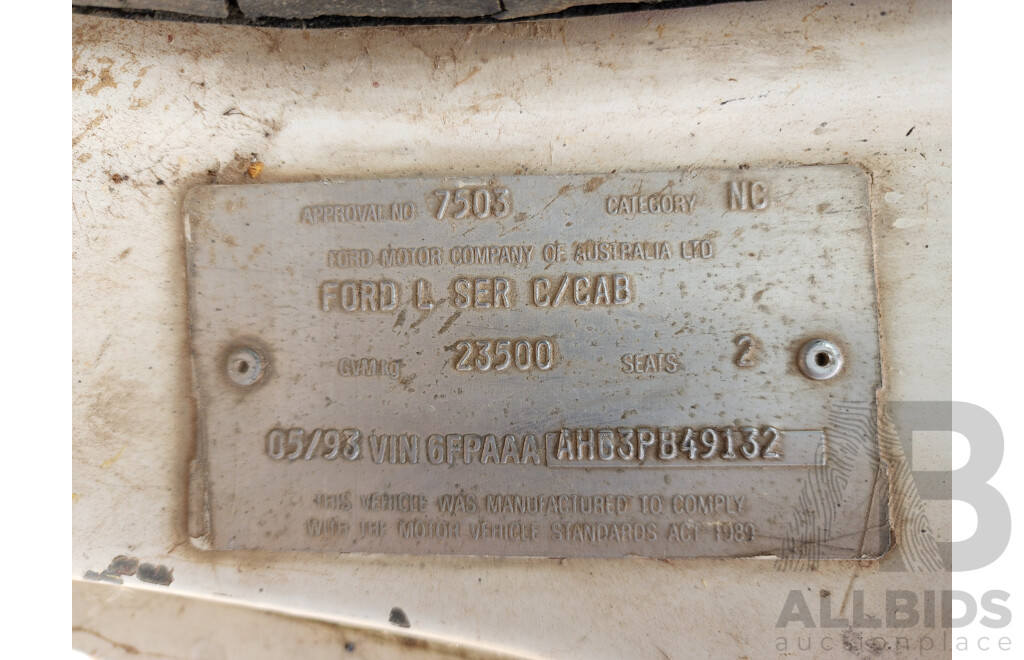 APPROVAL NO 7503 CATEGORY NC
FORD MOTOR COMPANY OF AUSTRALIA LTD
FORD L SER C/CAB
GVM kg 23500 SEATS 2
05/93 VIN 6FPAAA AHG3PB49132
THIS VEHICLE WAS MANUFACTURED TO COMPLY
WITH THE MOTOR VEHICLE STANDARDS ACT 1989
AB
ALLBIDS
auctionplace